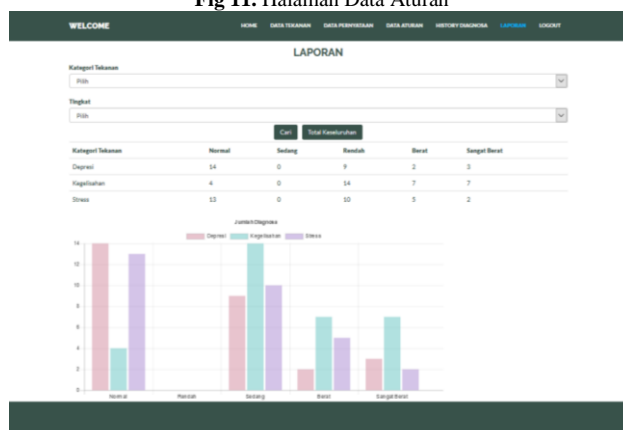 Fig 11. Halaman Data Aturan
WELCOME HOME DATA TEKANAN DATA PERNYATAAN DATA ATURAN HISTORY DIAGNOSA LAPORAN LOGOUT
LAPORAN
Kategori Tekanan
Pilih
Tingkat
Pilih
Cari Total Keseluruhan
Kategori Tekanan Normal Sedang Rendah Berat Sangat Berat
Depresi 14 0 9 2 3
Kegelisahan 4 0 14 7 7
Stress 13 0 10 5 2
Jumlah Diagnosa
Depresi Kegelisahan Stress
14
12
10
8
6
4
2
0
Normal Rendah Sedang Berat Sangat Berat